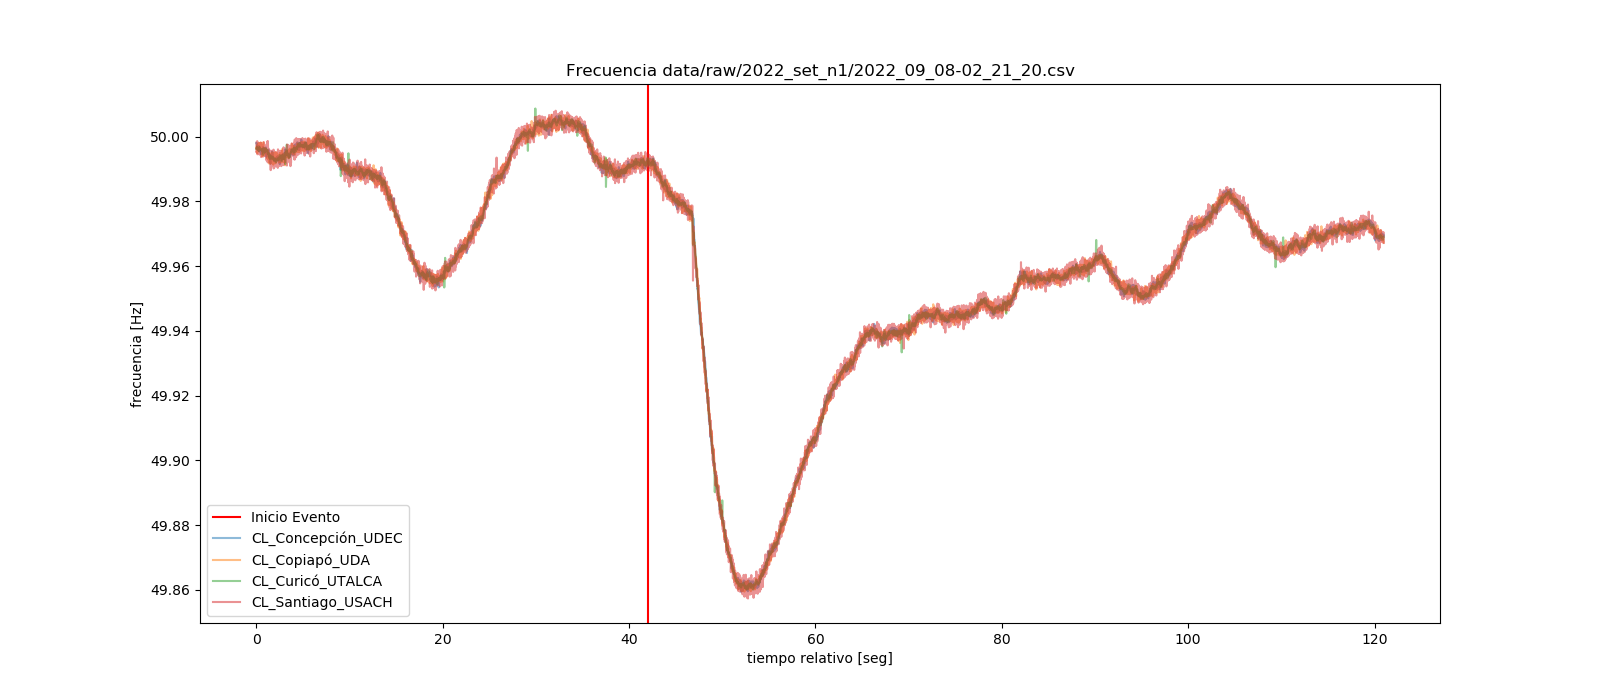 Frecuencia data/raw/2022_set_n1/2022_09_08-02_21_20.csv
frecuencia [Hz]
50.00
49.98
49.96
49.94
49.92
49.90
49.88
49.86
Inicio Evento
CL_Concepción_UDEC
CL_Copiapó_UDA
CL_Curicó_UTALCA
CL_Santiago_USACH
0 20 40 60 80 100 120
tiempo relativo [seg]